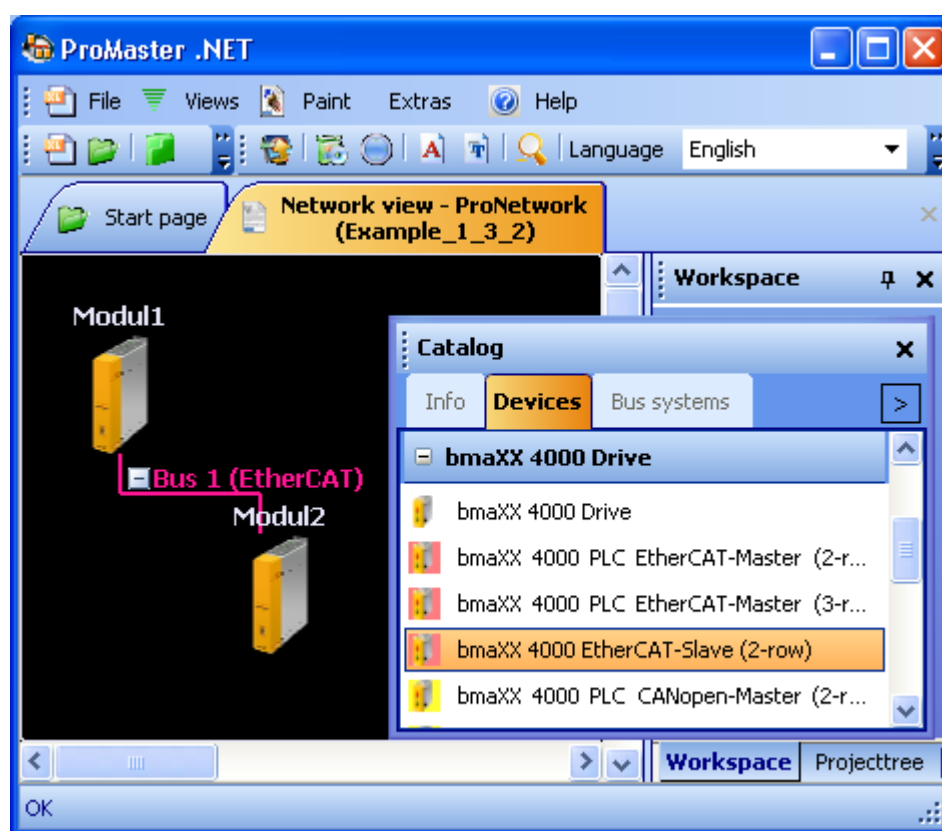 ProMaster .NET
File Views Paint Extras Help
Language English
Start page
Network view - ProNetwork
(Example_1_3_2)
Workspace
Modul1
Bus 1 (EtherCAT)
Modul2
Catalog
Info Devices Bus systems
>
bmaXX 4000 Drive
bmaXX 4000 Drive
bmaXX 4000 PLC EtherCAT-Master (2-r...
bmaXX 4000 PLC EtherCAT-Master (3-r...
bmaXX 4000 EtherCAT-Slave (2-row)
bmaXX 4000 PLC CANopen-Master (2-r...
Workspace Projecttree
OK